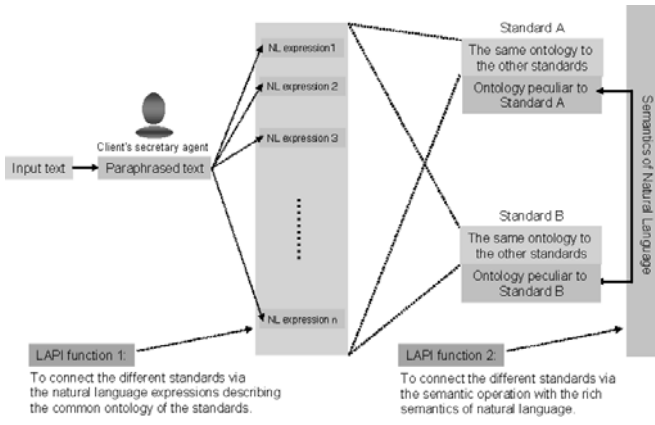 Standard A
NL expression1
The same ontology to
the other standards
NL expression 2
Ontology peculiar to
Standard A
Client's secretary agent
NL expression 3
Input text
Paraphrased text
Semantics of Natural Language
Standard B
The same ontology to
the other standards
Ontology peculiar to
Standard B
NL expression n
LAPI function 1:
To connect the different standards via
the natural language expressions describing
the common ontology of the standards.
LAPI function 2:
To connect the different standards via
the semantic operation with the rich
semantics of natural language.